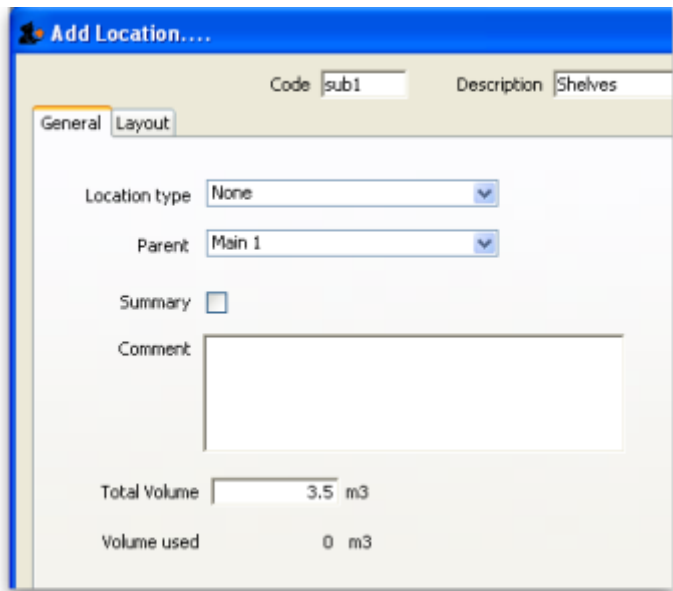 Add Location....
Code sub1 Description Shelves
General Layout
Location type None
Parent Main 1
Summary
Comment
Total Volume 3.5 m3
Volume used 0 m3